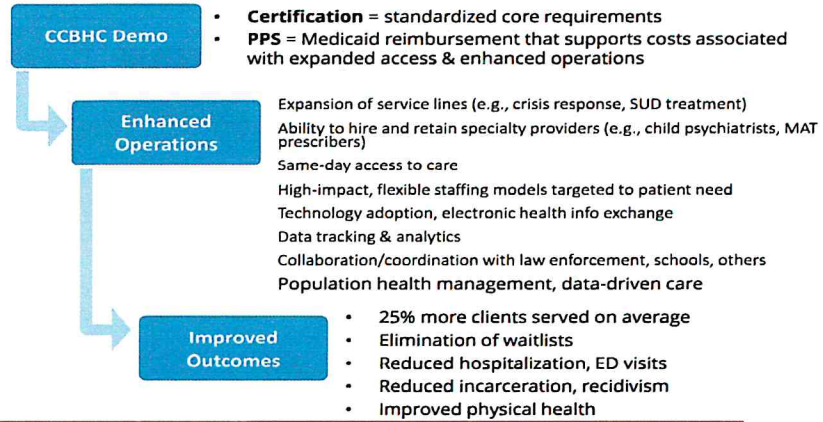 CCBHC Demo
• Certification = standardized core requirements
• PPS = Medicaid reimbursement that supports costs associated
with expanded access & enhanced operations
Enhanced
Operations
Expansion of service lines (e.g., crisis response, SUD treatment)
Ability to hire and retain specialty providers (e.g., child psychiatrists, MAT
prescribers)
Same-day access to care
High-impact, flexible staffing models targeted to patient need
Technology adoption, electronic health info exchange
Data tracking & analytics
Collaboration/coordination with law enforcement, schools, others
Population health management, data-driven care
Improved
Outcomes
• 25% more clients served on average
• Elimination of waitlists
• Reduced hospitalization, ED visits
• Reduced incarceration, recidivism
• Improved physical health